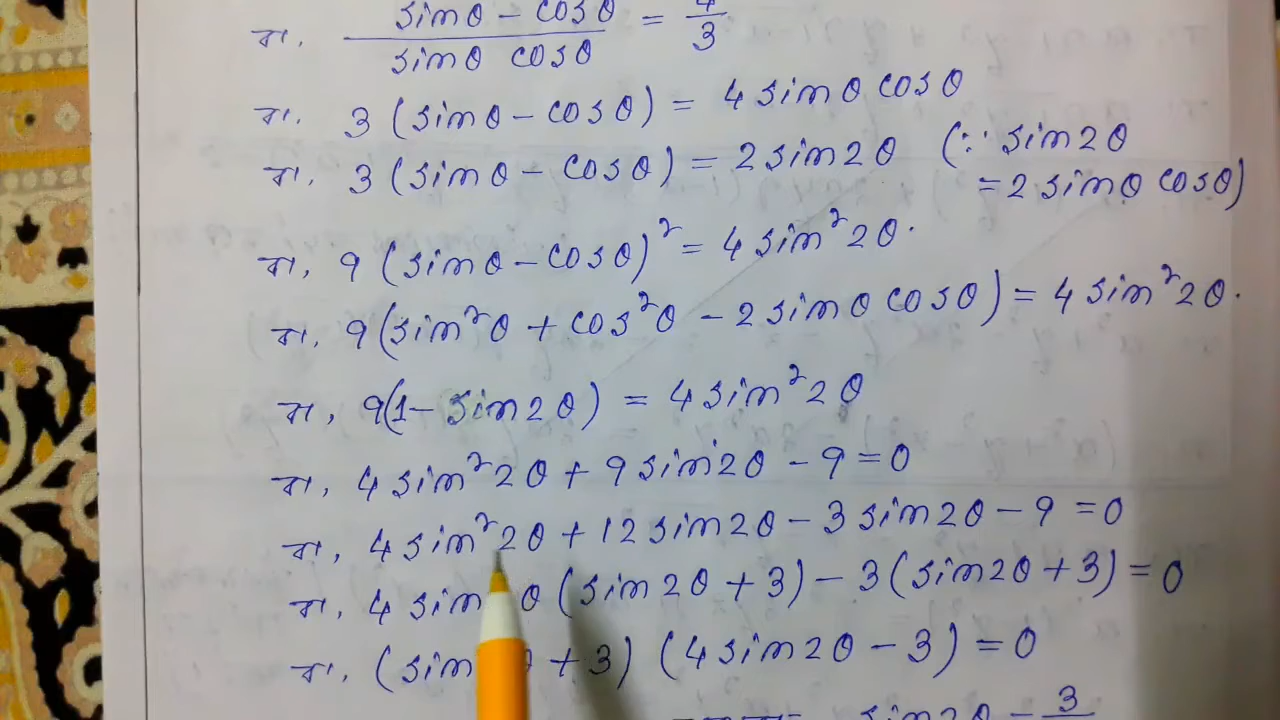 বা, (sinθ - cosθ)/(sinθ cosθ) = 4/3
বা, 3 (sinθ - cosθ) = 4 sinθ cosθ
বা, 3 (sinθ - cosθ) = 2 sin2θ (∵ sin2θ
= 2 sinθ cosθ)
বা, 9 (sinθ - cosθ)² = 4 sin²2θ.
বা, 9(sin²θ + cos²θ - 2 sinθ cosθ) = 4 sin²2θ.
বা, 9(1 - sin2θ) = 4 sin²2θ
বা, 4 sin²2θ + 9 sin2θ - 9 = 0
বা, 4 sin²2θ + 12 sin2θ - 3 sin2θ - 9 = 0
বা, 4 sin θ (sin2θ + 3) - 3 (sin2θ + 3) = 0
বা, (sin + 3) (4 sin2θ - 3) = 0
sin2θ = 3